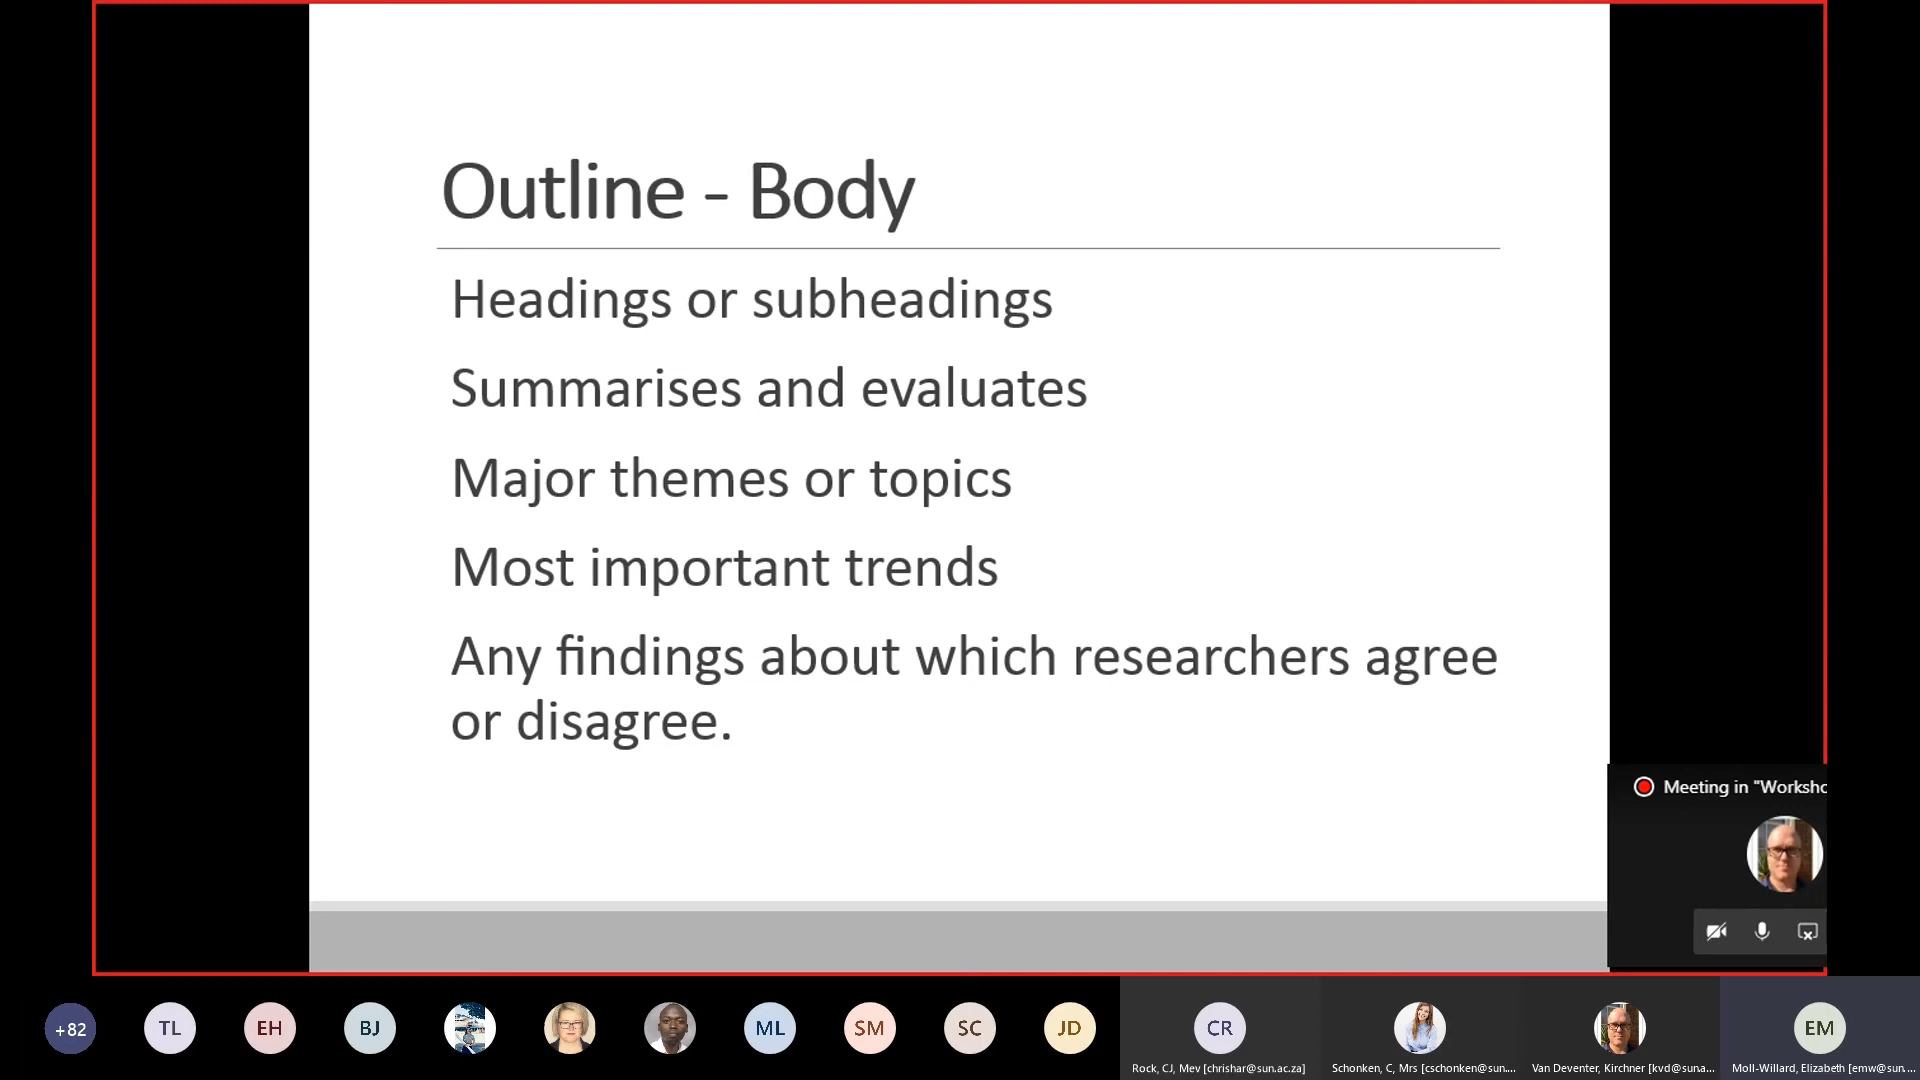 Outline - Body
Headings or subheadings
Summarises and evaluates
Major themes or topics
Most important trends
Any findings about which researchers agree
or disagree.
Meeting in "Worksho
+82
TL
EH
BJ
ML
SM
SC
JD
CR
EM
Rock, CJ, Mev [chrishar@sun.ac.za]
Schonken, C, Mrs [cschonken@sun....
Van Deventer, Kirchner [kvd@suna...
Moll-Willard, Elizabeth [emw@sun....